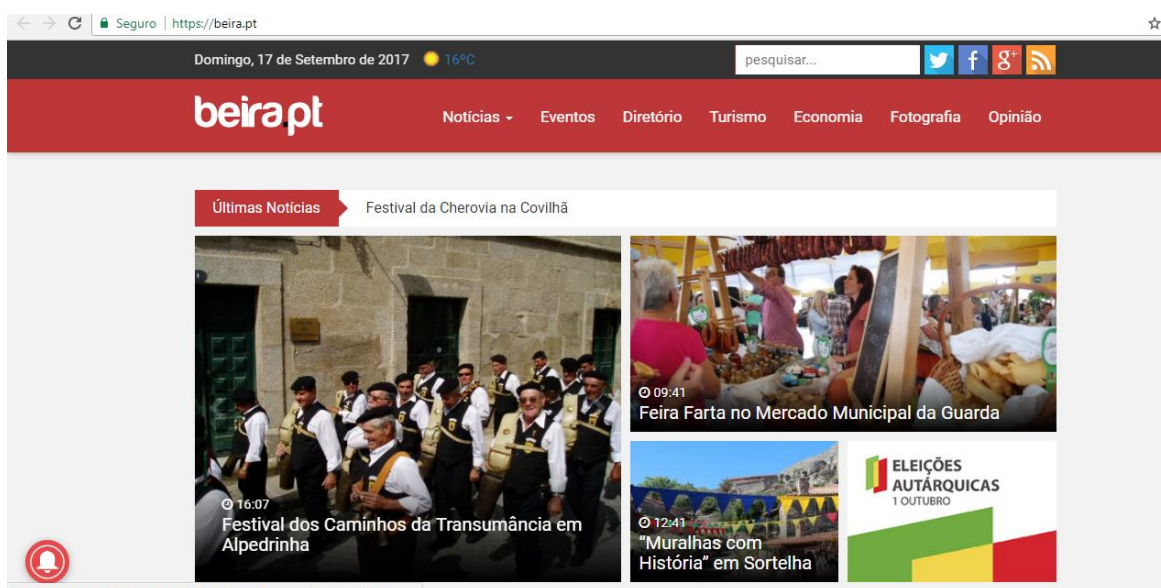 Seguro | https://beira.pt
Domingo, 17 de Setembro de 2017 16ºC pesquisar...
beira.pt Notícias Eventos Diretório Turismo Economia Fotografia Opinião
Últimas Notícias Festival da Cherovia na Covilhã
16:07
Festival dos Caminhos da Transumância em
Alpedrinha
09:41
Feira Farta no Mercado Municipal da Guarda
12:41
“Muralhas com
História” em Sortelha
ELEIÇÕES
AUTÁRQUICAS
1 OUTUBRO